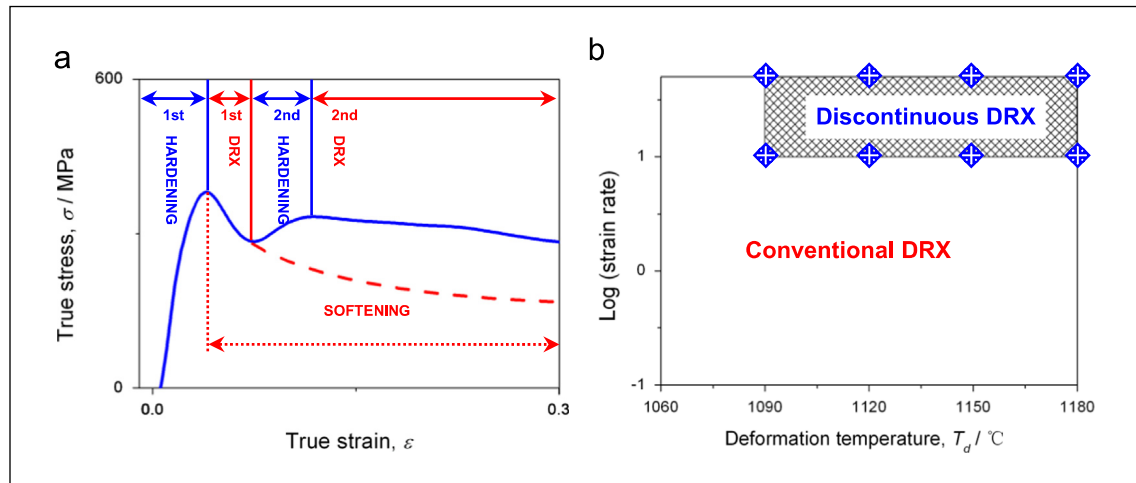 a
600
1st
HARDENING
1st
DRX
2nd
HARDENING
2nd
DRX
SOFTENING
0
0.0
0.3
True stress, σ / MPa
True strain, ε
b
Discontinuous DRX
Conventional DRX
1
0
-1
1060
1090
1120
1150
1180
Log (strain rate)
Deformation temperature, T_d / ℃